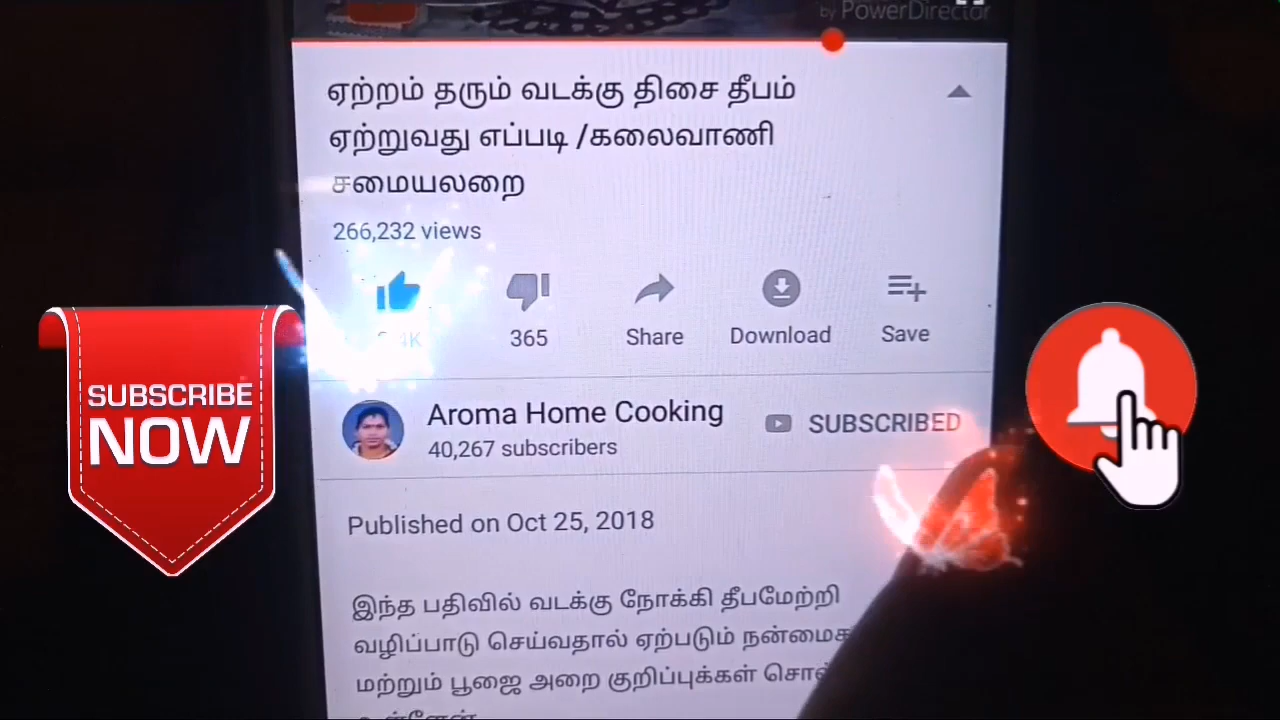 by PowerDirector
ஏற்றம் தரும் வடக்கு திசை தீபம்
ஏற்றுவது எப்படி /கலைவாணி
சமையலறை
266,232 views
365
Share
Download
Save
SUBSCRIBE
NOW
Aroma Home Cooking
SUBSCRIBED
40,267 subscribers
Published on Oct 25, 2018
இந்த பதிவில் வடக்கு நோக்கி தீபமேற்றி
வழிப்பாடு செய்வதால் ஏற்படும்
மற்றும் பூஜை அறை குறிப்புக்கள்